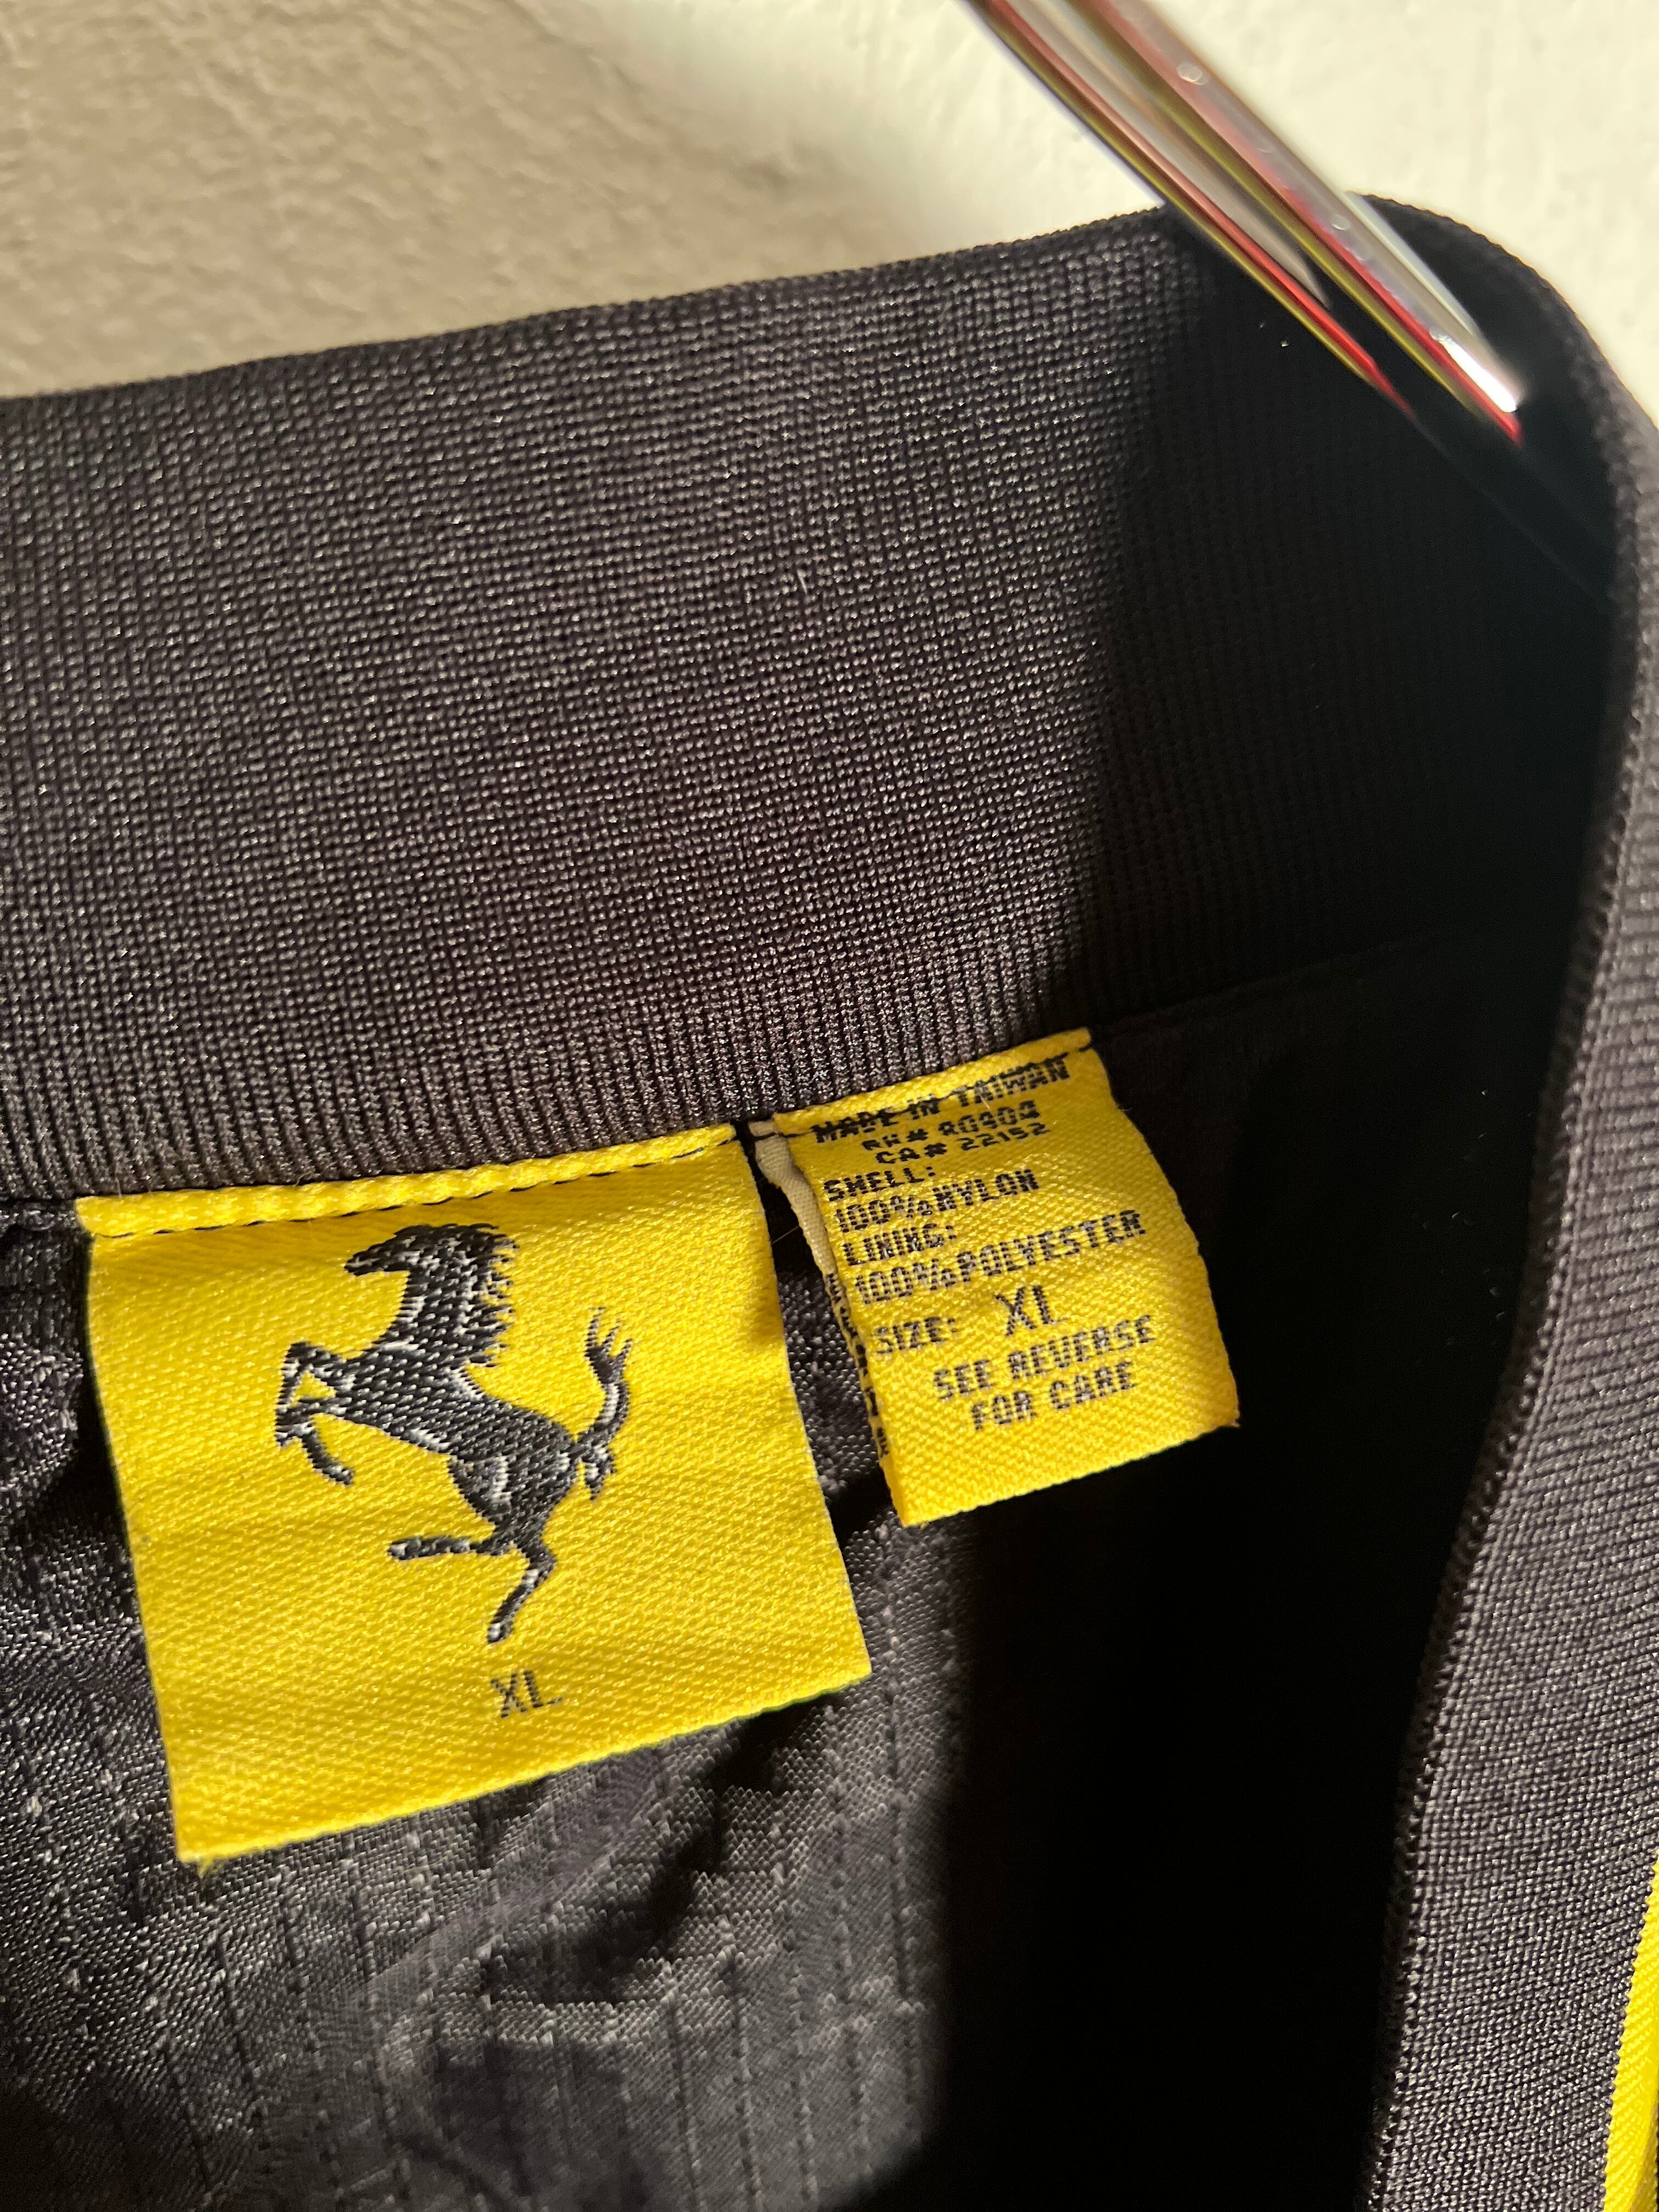 XL
MADE IN TAIWAN
RN# 80904
CA# 22152
SHELL:
100%NYLON
LINING:
100%POLYESTER
SIZE: XL
SEE REVERSE
FOR CARE